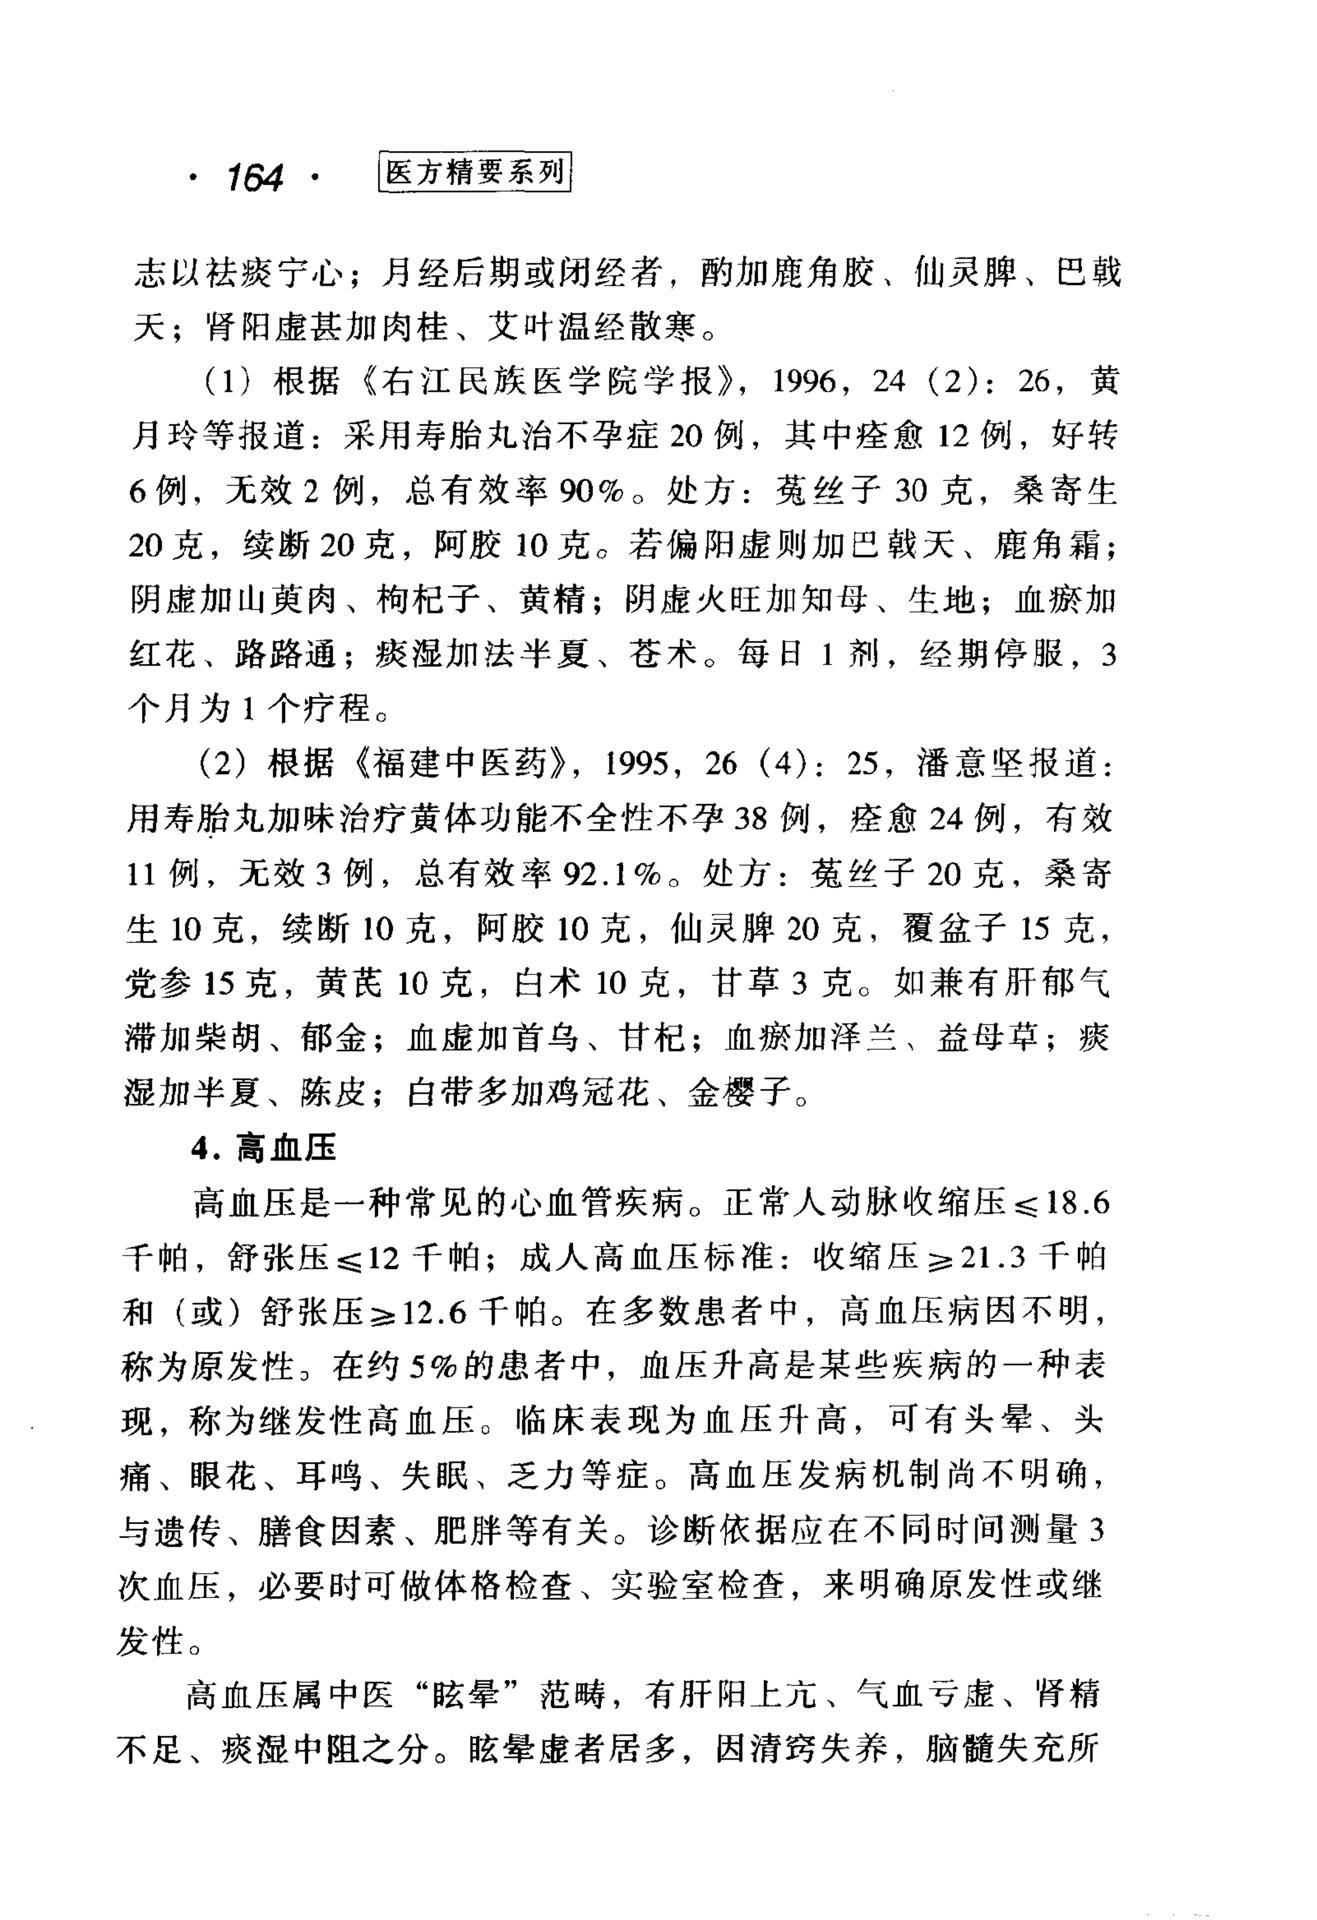 · 164 · 医方精要系列
志以祛痰宁心；月经后期或闭经者，酌加鹿角胶、仙灵脾、巴戟
天；肾阳虚甚加肉桂、艾叶温经散寒。
（1）根据《右江民族医学院学报》，1996，24（2）：26，黄
月玲等报道：采用寿胎丸治不孕症 20 例，其中痊愈 12 例，好转
6 例，无效 2 例，总有效率 90%。处方：菟丝子 30 克，桑寄生
20 克，续断 20 克，阿胶 10 克。若偏阳虚则加巴戟天、鹿角霜；
阴虚加山萸肉、枸杞子、黄精；阴虚火旺加知母、生地；血瘀加
红花、路路通；痰湿加法半夏、苍术。每日 1 剂，经期停服，3
个月为 1 个疗程。
（2）根据《福建中医药》，1995，26（4）：25，潘意坚报道：
用寿胎丸加味治疗黄体功能不全性不孕 38 例，痊愈 24 例，有效
11 例，无效 3 例，总有效率 92.1%。处方：菟丝子 20 克，桑寄
生 10 克，续断 10 克，阿胶 10 克，仙灵脾 20 克，覆盆子 15 克，
党参 15 克，黄芪 10 克，白术 10 克，甘草 3 克。如兼有肝郁气
滞加柴胡、郁金；血虚加首乌、甘杞；血瘀加泽兰、益母草；痰
湿加半夏、陈皮；白带多加鸡冠花、金樱子。
4. 高血压
高血压是一种常见的心血管疾病。正常人动脉收缩压≤18.6
千帕，舒张压≤12 千帕；成人高血压标准：收缩压≥21.3 千帕
和（或）舒张压≥12.6 千帕。在多数患者中，高血压病因不明，
称为原发性。在约 5%的患者中，血压升高是某些疾病的一种表
现，称为继发性高血压。临床表现为血压升高，可有头晕、头
痛、眼花、耳鸣、失眠、乏力等症。高血压发病机制尚不明确，
与遗传、膳食因素、肥胖等有关。诊断依据应在不同时间测量 3
次血压，必要时可做体格检查、实验室检查，来明确原发性或继
发性。
高血压属中医“眩晕”范畴，有肝阳上亢、气血亏虚、肾精
不足、痰湿中阻之分。眩晕虚者居多，因清窍失养，脑髓失充所